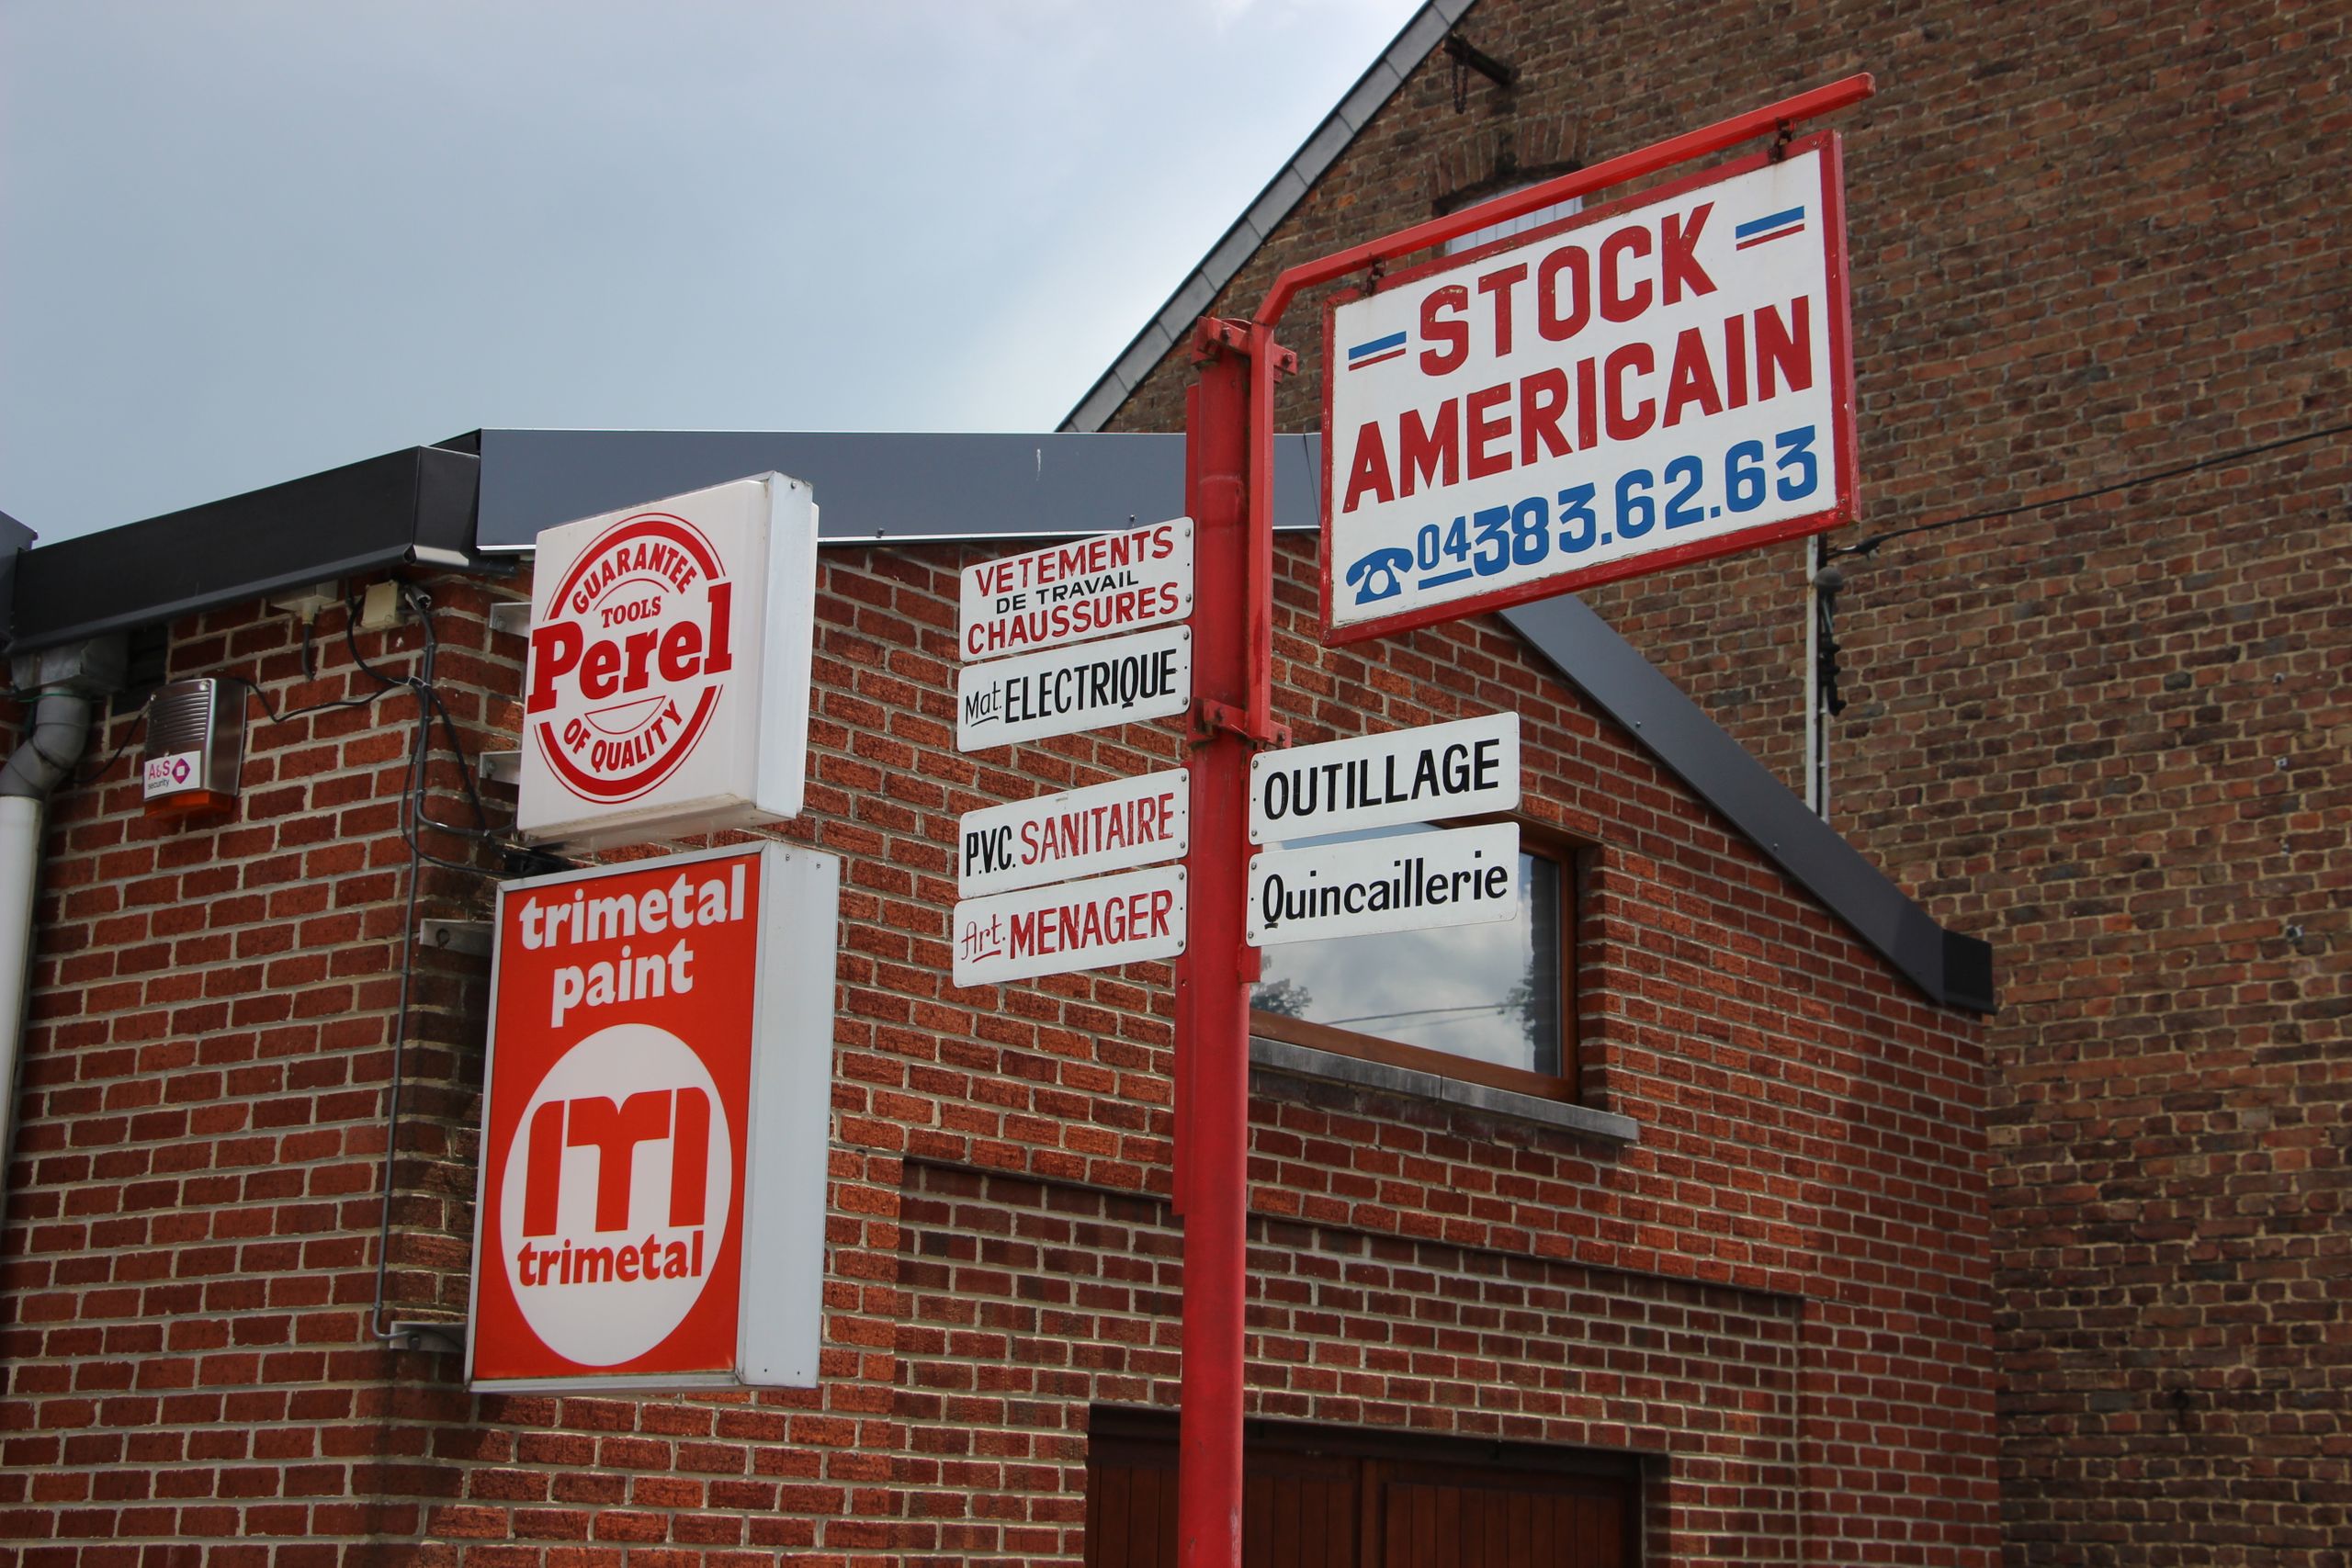 STOCK
AMERICAIN
04383.62.63
VETEMENTS
DE TRAVAIL
CHAUSSURES
Mat. ELECTRIQUE
P.V.C. SANITAIRE
Art. MENAGER
OUTILLAGE
Quincaillerie
GUARANTEE
TOOLS
Perel
OF QUALITY
trimetal
paint
trimetal
A&S
security